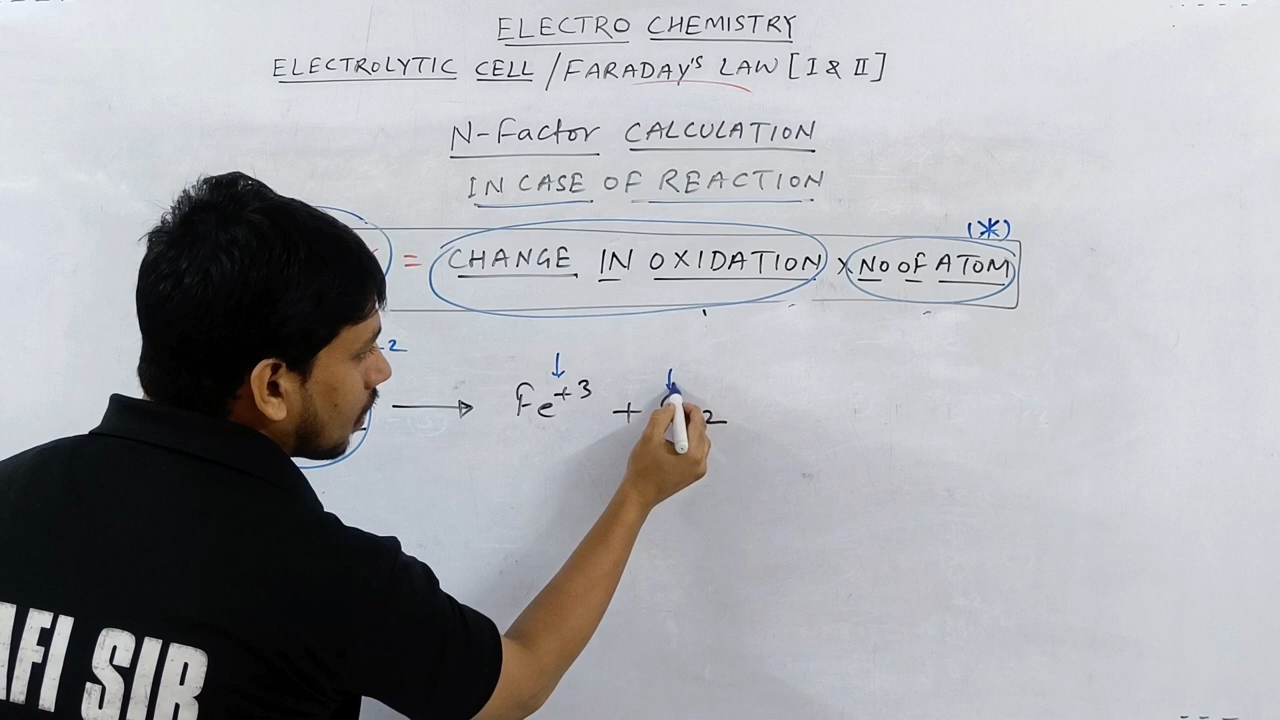 ELECTRO CHEMISTRY
ELECTROLYTIC CELL / FARADAY'S LAW [I & II]
N-Factor CALCULATION
IN CASE OF REACTION
(*)
= CHANGE IN OXIDATION × NO OF ATOM
-2
→ Fe+3 + 2
AFI SIR